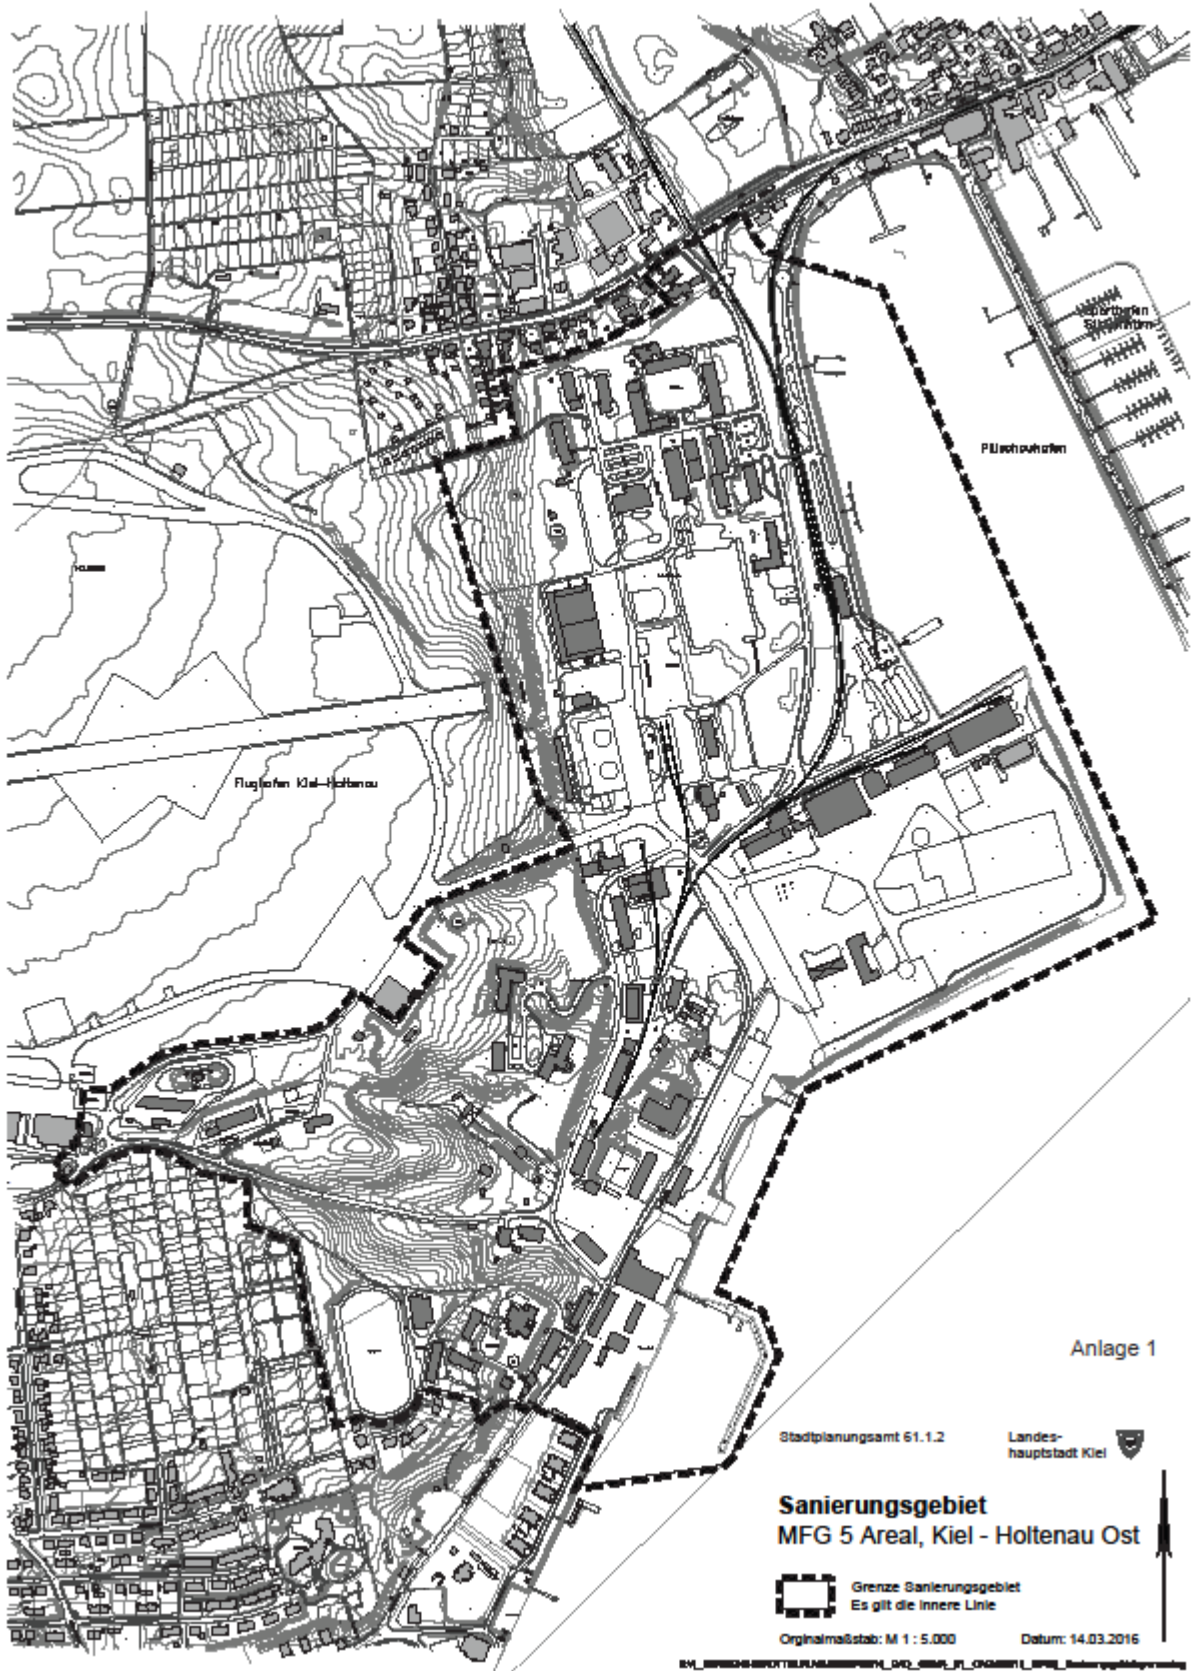 Plüschowhafen
Flughafen Kiel-Holtenau
Anlage 1
Stadtplanungsamt 61.1.2
Landes-
hauptstadt Kiel
Sanierungsgebiet
MFG 5 Areal, Kiel - Holtenau Ost
Grenze Sanierungsgebiet
Es gilt die innere Linie
Orginalmaßstab: M 1 : 5.000
Datum: 14.03.2016